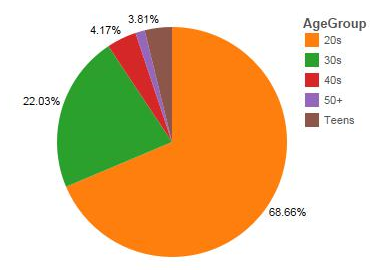 AgeGroup
20s
30s
40s
50+
Teens
3.81%
4.17%
22.03%
68.66%